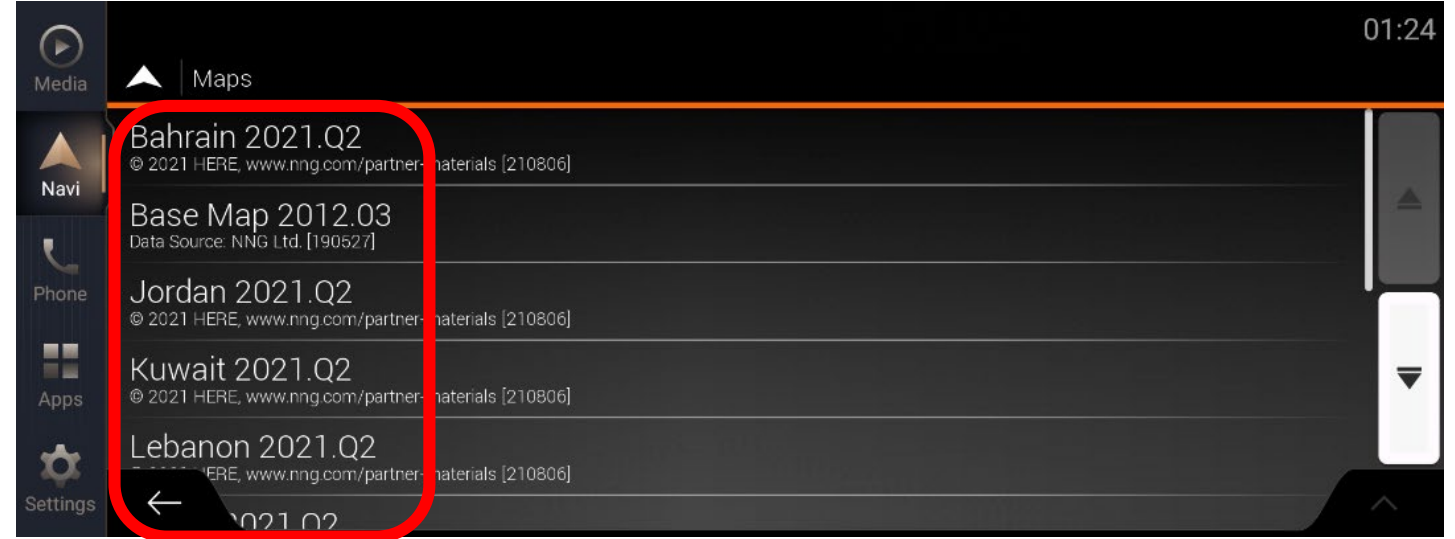 01:24
Media
Maps
Bahrain 2021.Q2
© 2021 HERE, www.nng.com/partner-materials [210806]
Navi
Base Map 2012.03
Data Source: NNG Ltd. [190527]
Phone
Jordan 2021.Q2
© 2021 HERE, www.nng.com/partner-materials [210806]
Kuwait 2021.Q2
© 2021 HERE, www.nng.com/partner-materials [210806]
Apps
Lebanon 2021.Q2
HERE, www.nng.com/partner-materials [210806]
Settings
2021.Q2